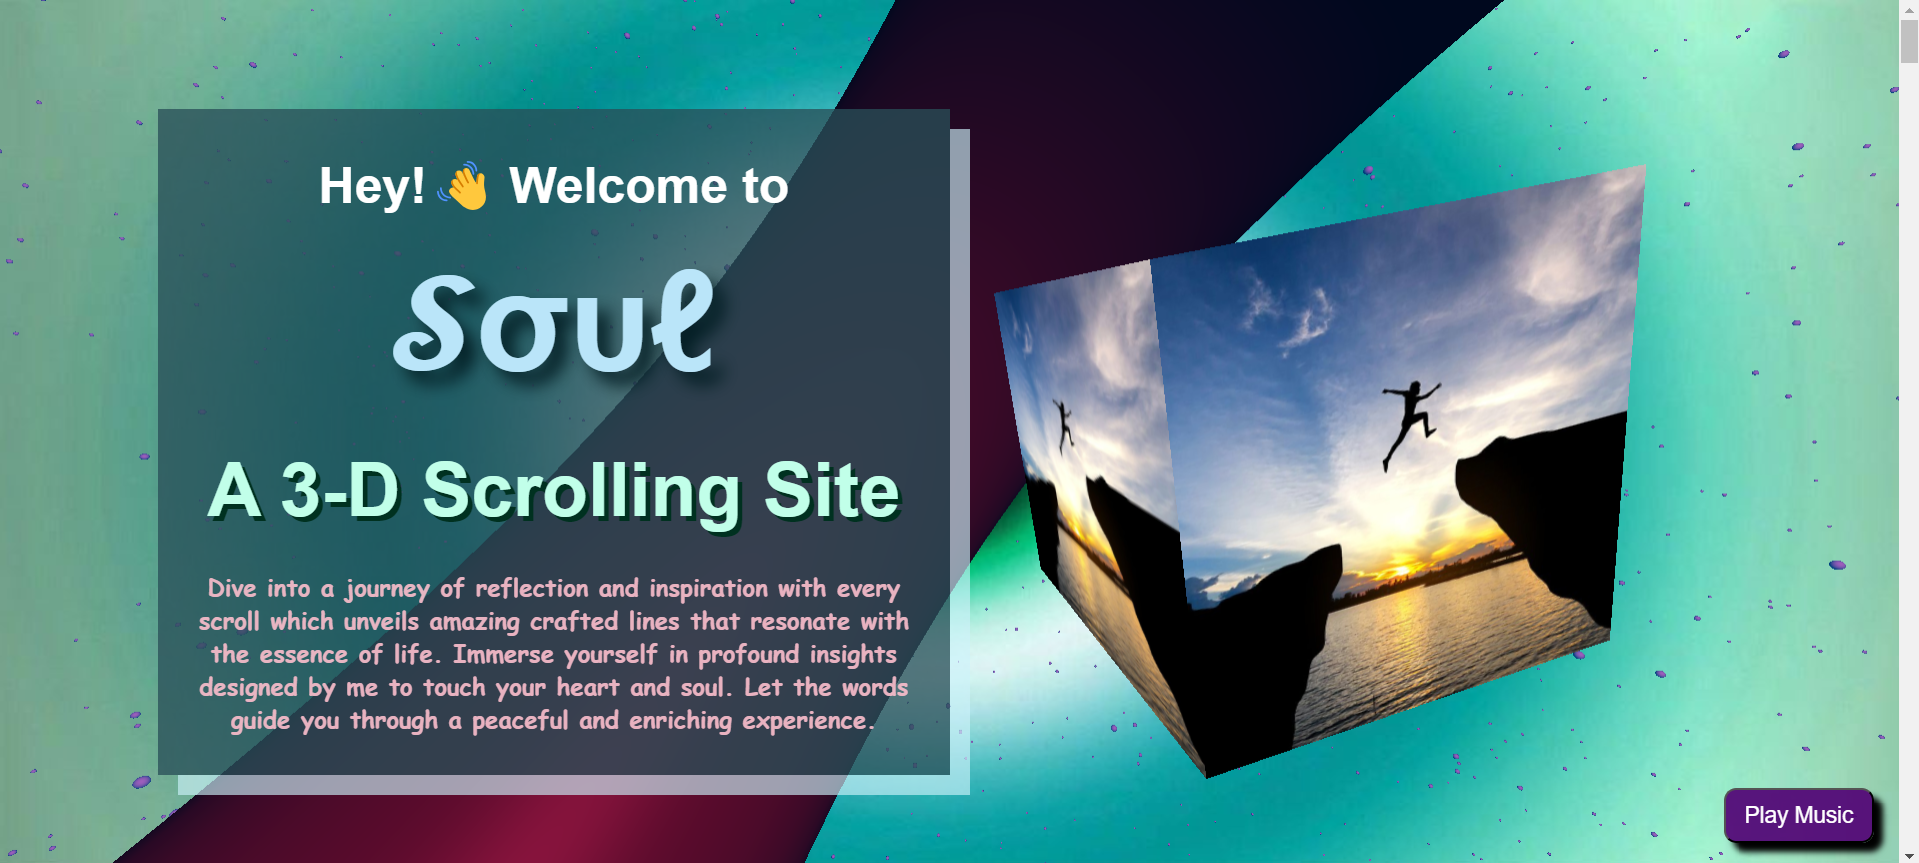 Hey! 👋 Welcome to
Soul
A 3-D Scrolling Site
Dive into a journey of reflection and inspiration with every
scroll which unveils amazing crafted lines that resonate with
the essence of life. Immerse yourself in profound insights
designed by me to touch your heart and soul. Let the words
guide you through a peaceful and enriching experience.
Play Music